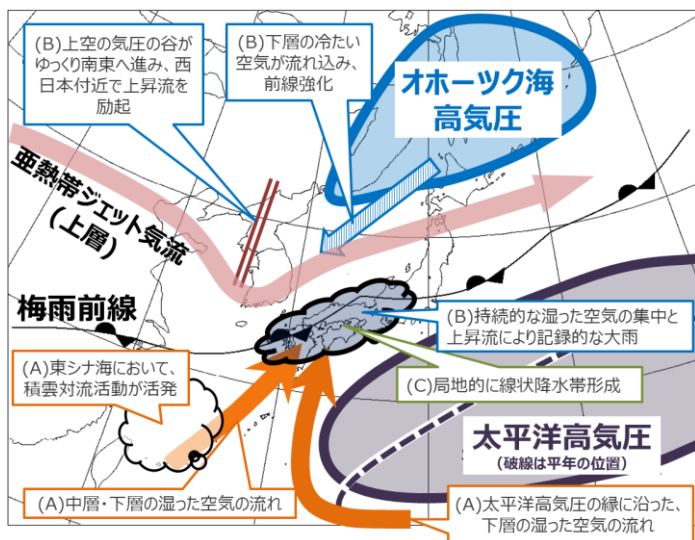 (B)上空の気圧の谷が
ゆっくり南東へ進み、西
日本付近で上昇流を
励起
(B)下層の冷たい
空気が流れ込み、
前線強化
オホーツク海
高気圧
亜熱帯ジェット気流
(上層)
梅雨前線
(B)持続的な湿った空気の集中と
上昇流により記録的な大雨
(A)東シナ海において、
積雲対流活動が活発
(C)局地的に線状降水帯形成
太平洋高気圧
(破線は平年の位置)
(A)中層・下層の湿った空気の流れ
(A)太平洋高気圧の縁に沿った、
下層の湿った空気の流れ